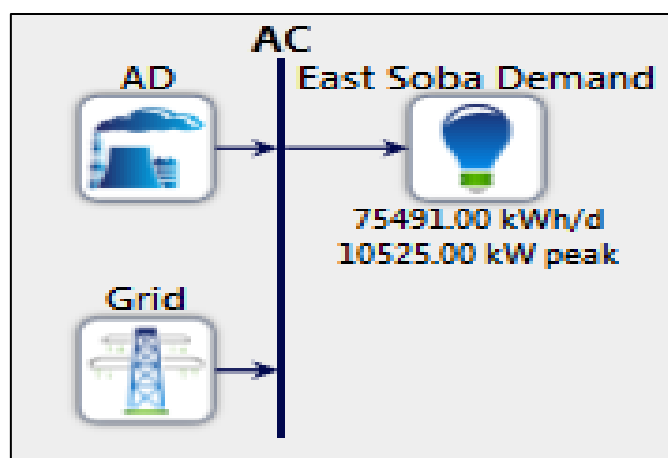 AC
AD
East Soba Demand
75491.00 kWh/d
10525.00 kW peak
Grid